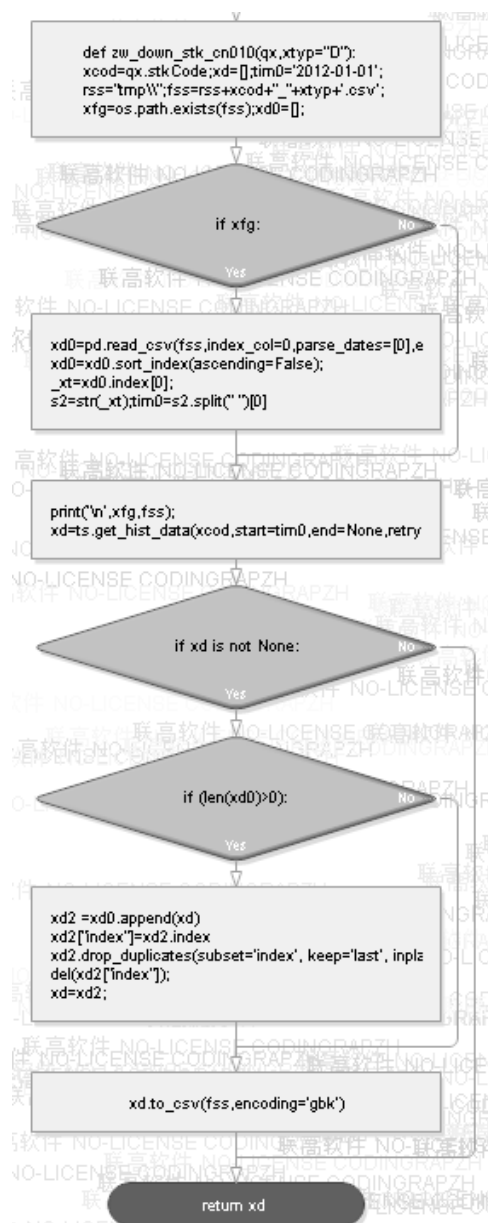 def zw_down_stk_cn010(qx,xtyp="D"):
xcod=qx.stkCode;xd=[];tim0='2012-01-01';
rss="tmp\\";fss=rss+xcod+"_"+xtyp+'.csv';
xfg=os.path.exists(fss);xd0=[];
if xfg:
No
Yes
xd0=pd.read_csv(fss,index_col=0,parse_dates=[0],e
xd0=xd0.sort_index(ascending=False);
_xt=xd0.index[0];
s2=str(_xt);tim0=s2.split(" ")[0]
print('\n',xfg,fss);
xd=ts.get_hist_data(xcod,start=tim0,end=None,retry
if xd is not None:
No
Yes
if (len(xd0)>0):
No
Yes
xd2 =xd0.append(xd)
xd2["index"]=xd2.index
xd2.drop_duplicates(subset='index', keep='last', inpla
del(xd2["index"]);
xd=xd2;
xd.to_csv(fss,encoding='gbk')
return xd
联高软件 NO-LICENSE CODINGRAPZH